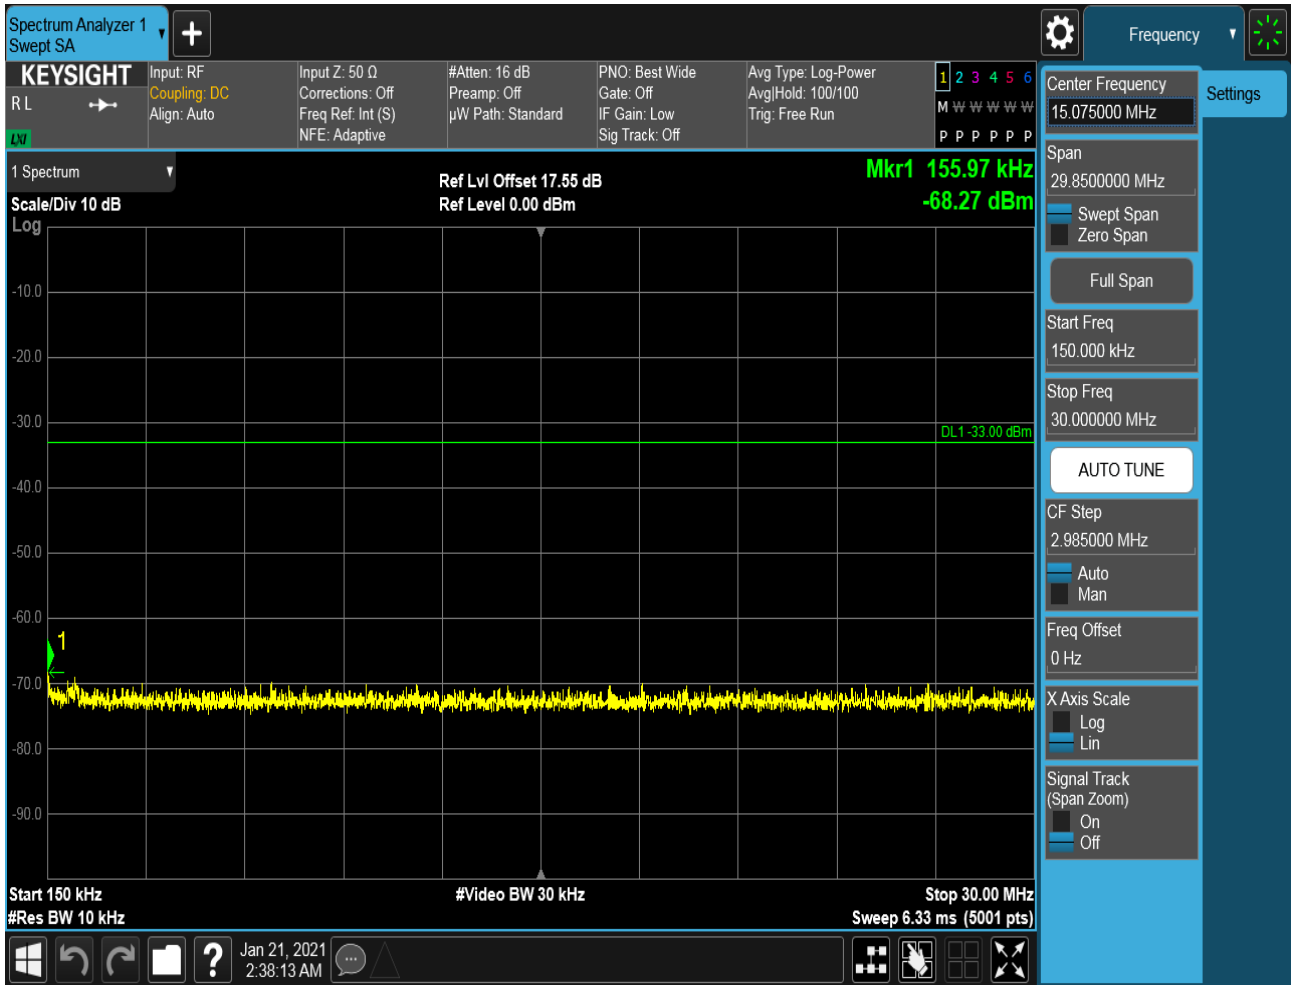 Spectrum Analyzer 1
Swept SA
Frequency
KEYSIGHT
R L
LXI
Input: RF
Coupling: DC
Align: Auto
Input Z: 50 Ω
Corrections: Off
Freq Ref: Int (S)
NFE: Adaptive
#Atten: 16 dB
Preamp: Off
µW Path: Standard
PNO: Best Wide
Gate: Off
IF Gain: Low
Sig Track: Off
Avg Type: Log-Power
Avg|Hold: 100/100
Trig: Free Run
1 2 3 4 5 6
M W W W W W
P P P P P P
1 Spectrum
Scale/Div 10 dB
Log
Ref Lvl Offset 17.55 dB
Ref Level 0.00 dBm
Mkr1 155.97 kHz
-68.27 dBm
-10.0
-20.0
-30.0
DL1 -33.00 dBm
-40.0
-50.0
-60.0
1
-70.0
-80.0
-90.0
Start 150 kHz
#Video BW 30 kHz
Stop 30.00 MHz
#Res BW 10 kHz
Sweep 6.33 ms (5001 pts)
Center Frequency
15.075000 MHz
Settings
Span
29.8500000 MHz
Swept Span
Zero Span
Full Span
Start Freq
150.000 kHz
Stop Freq
30.000000 MHz
AUTO TUNE
CF Step
2.985000 MHz
Auto
Man
Freq Offset
0 Hz
X Axis Scale
Log
Lin
Signal Track
(Span Zoom)
On
Off
?
Jan 21, 2021
2:38:13 AM